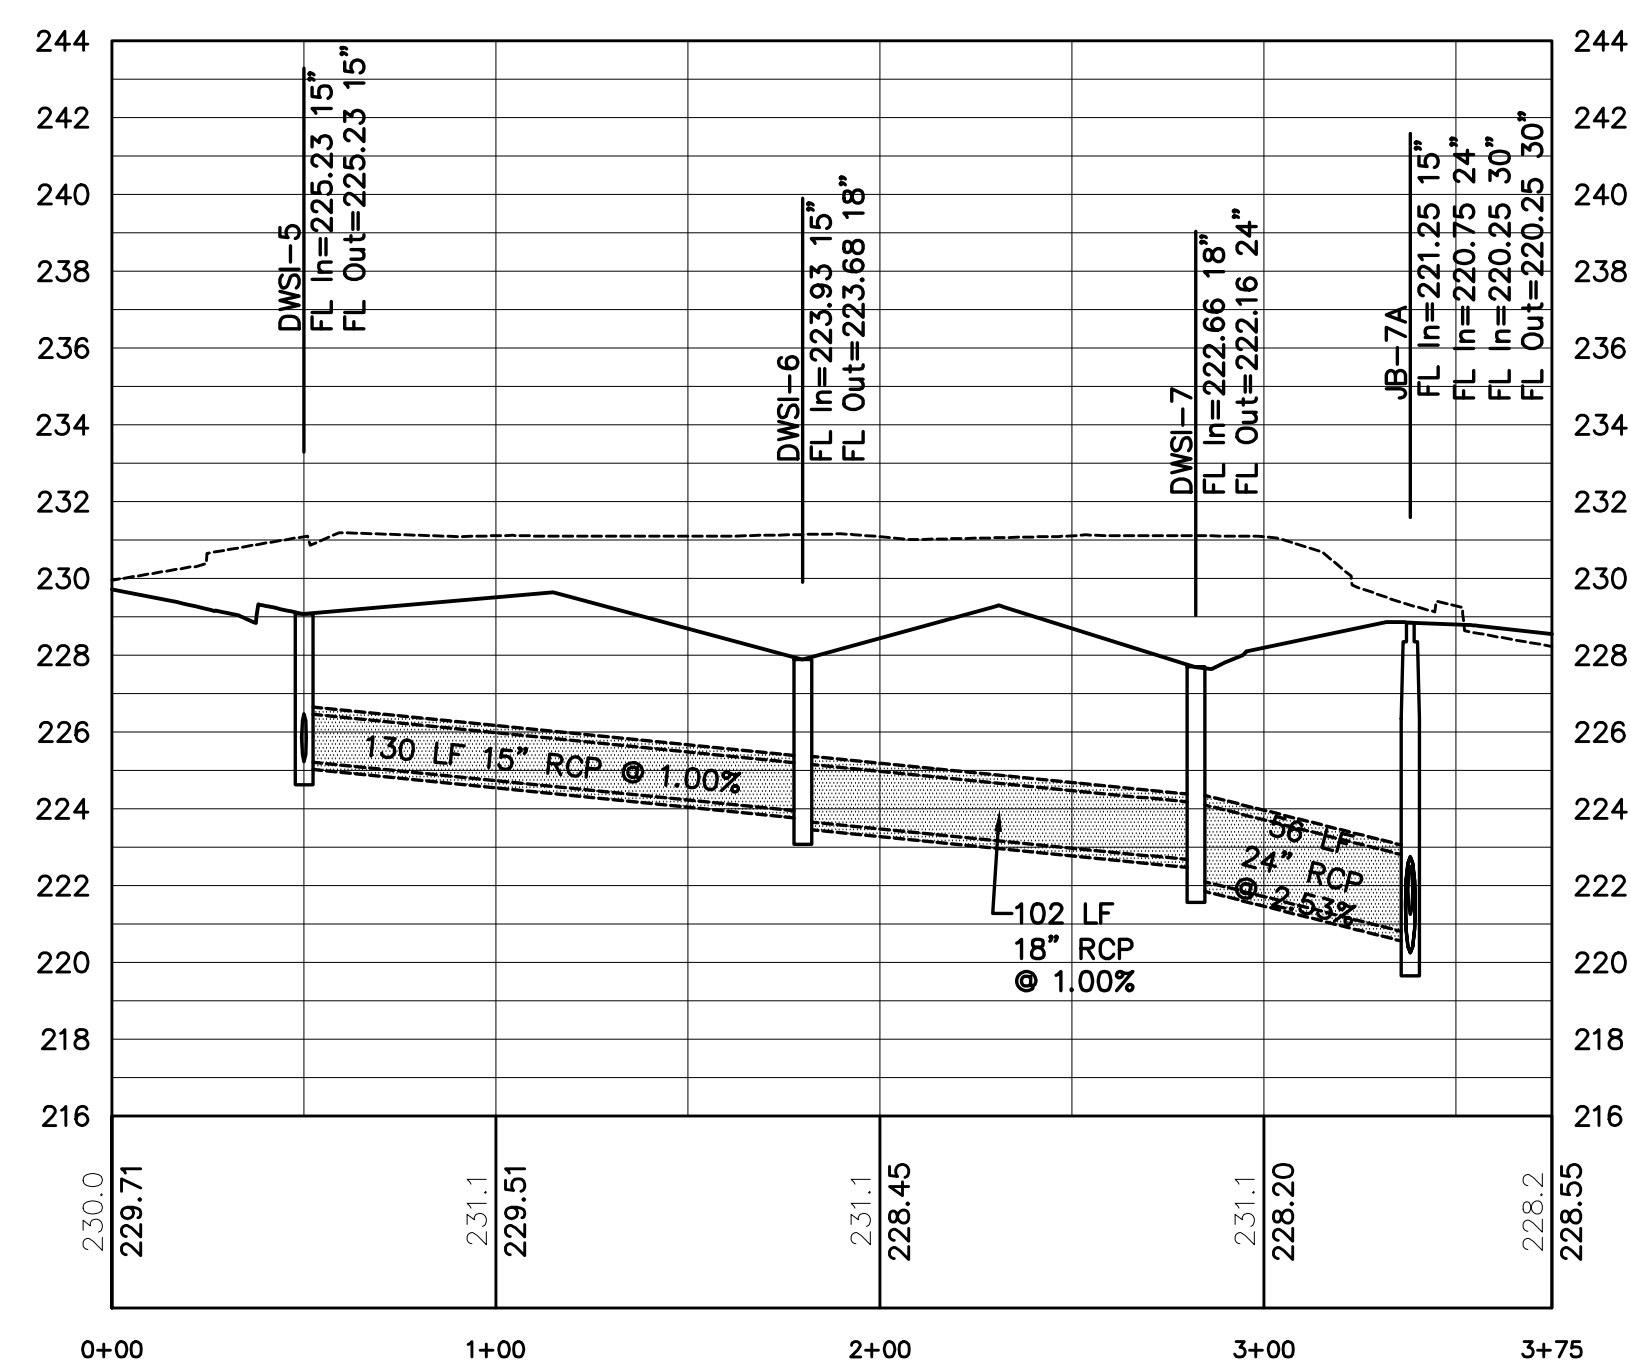 244
242
240
238
236
234
232
230
228
226
224
222
220
218
216
244
242
240
238
236
234
232
230
228
226
224
222
220
218
216
DWSI-5
FL In=225.23 15"
FL Out=225.23 15"
DWSI-6
FL In=223.93 15"
FL Out=223.68 18"
DWSI-7
FL In=222.66 18"
FL Out=222.16 24"
JB-7A
FL In=221.25 15"
FL In=220.75 24"
FL In=220.25 30"
FL Out=220.25 30"
130 LF 15" RCP @ 1.00%
102 LF
18" RCP
@ 1.00%
56 LF
24" RCP
@ 2.53%
230.0
229.71
231.1
229.51
231.1
228.45
231.1
228.20
228.2
228.55
0+00
1+00
2+00
3+00
3+75